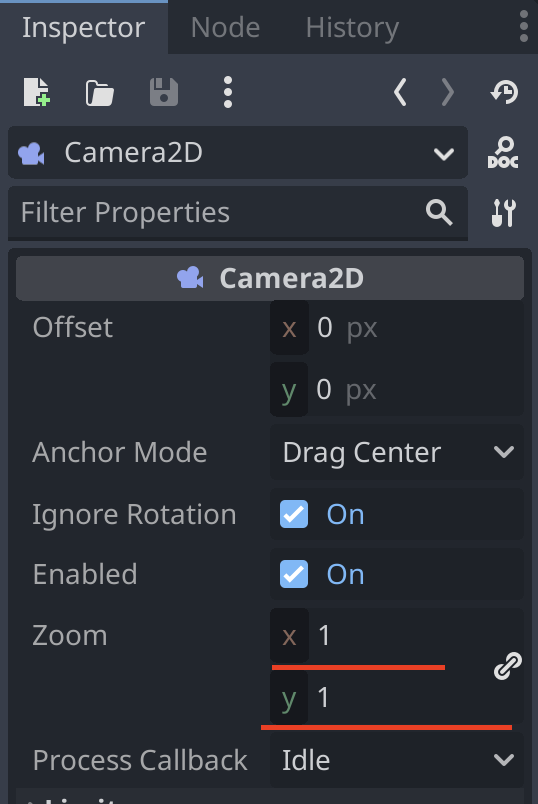 Inspector Node History
Camera2D
DOC
Filter Properties
Camera2D
Offset x 0 px
y 0 px
Anchor Mode Drag Center
Ignore Rotation On
Enabled On
Zoom x 1
y 1
Process Callback Idle